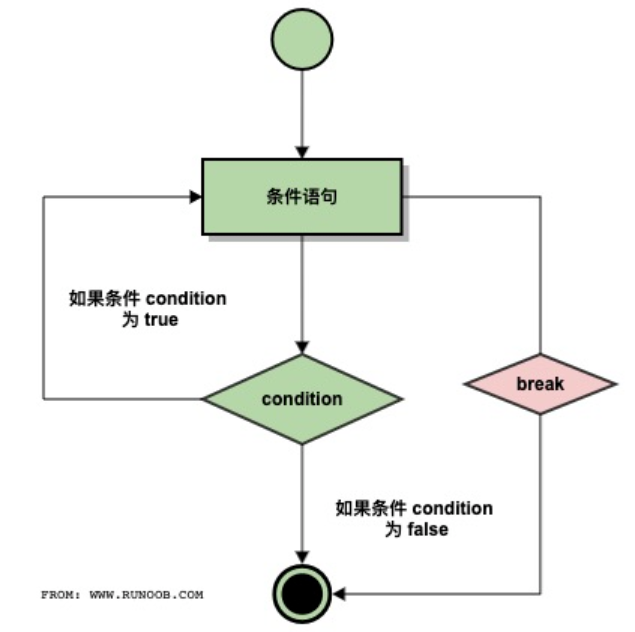 条件语句
如果条件 condition
为 true
condition
break
如果条件 condition
为 false
FROM: WWW.RUNOOB.COM